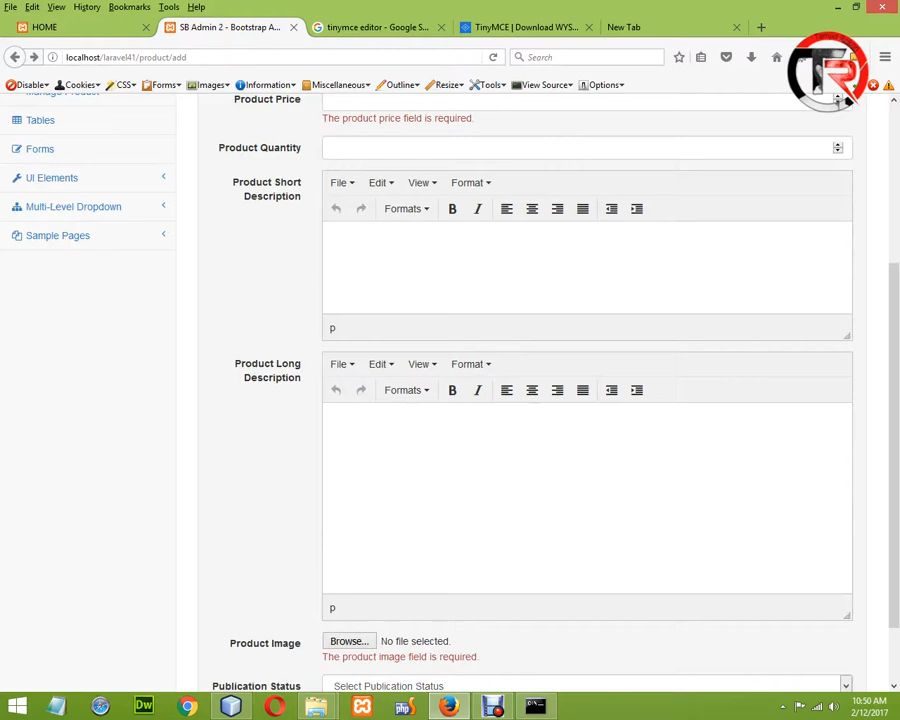 File Edit View History Bookmarks Tools Help
HOME
SB Admin 2 - Bootstrap A...
tinymce editor - Google S...
TinyMCE | Download WYS...
New Tab
localhost/laravel41/product/add
Search
Disable Cookies CSS Forms Images Information Miscellaneous Outline Resize Tools View Source Options
Manage Product
Tables
Forms
UI Elements
Multi-Level Dropdown
Sample Pages
Product Price
The product price field is required.
Product Quantity
Product Short
Description
File Edit View Format
Formats B I
p
Product Long
Description
File Edit View Format
Formats B I
p
Product Image
Browse... No file selected.
The product image field is required.
Publication Status
Select Publication Status
10:50 AM
2/12/2017